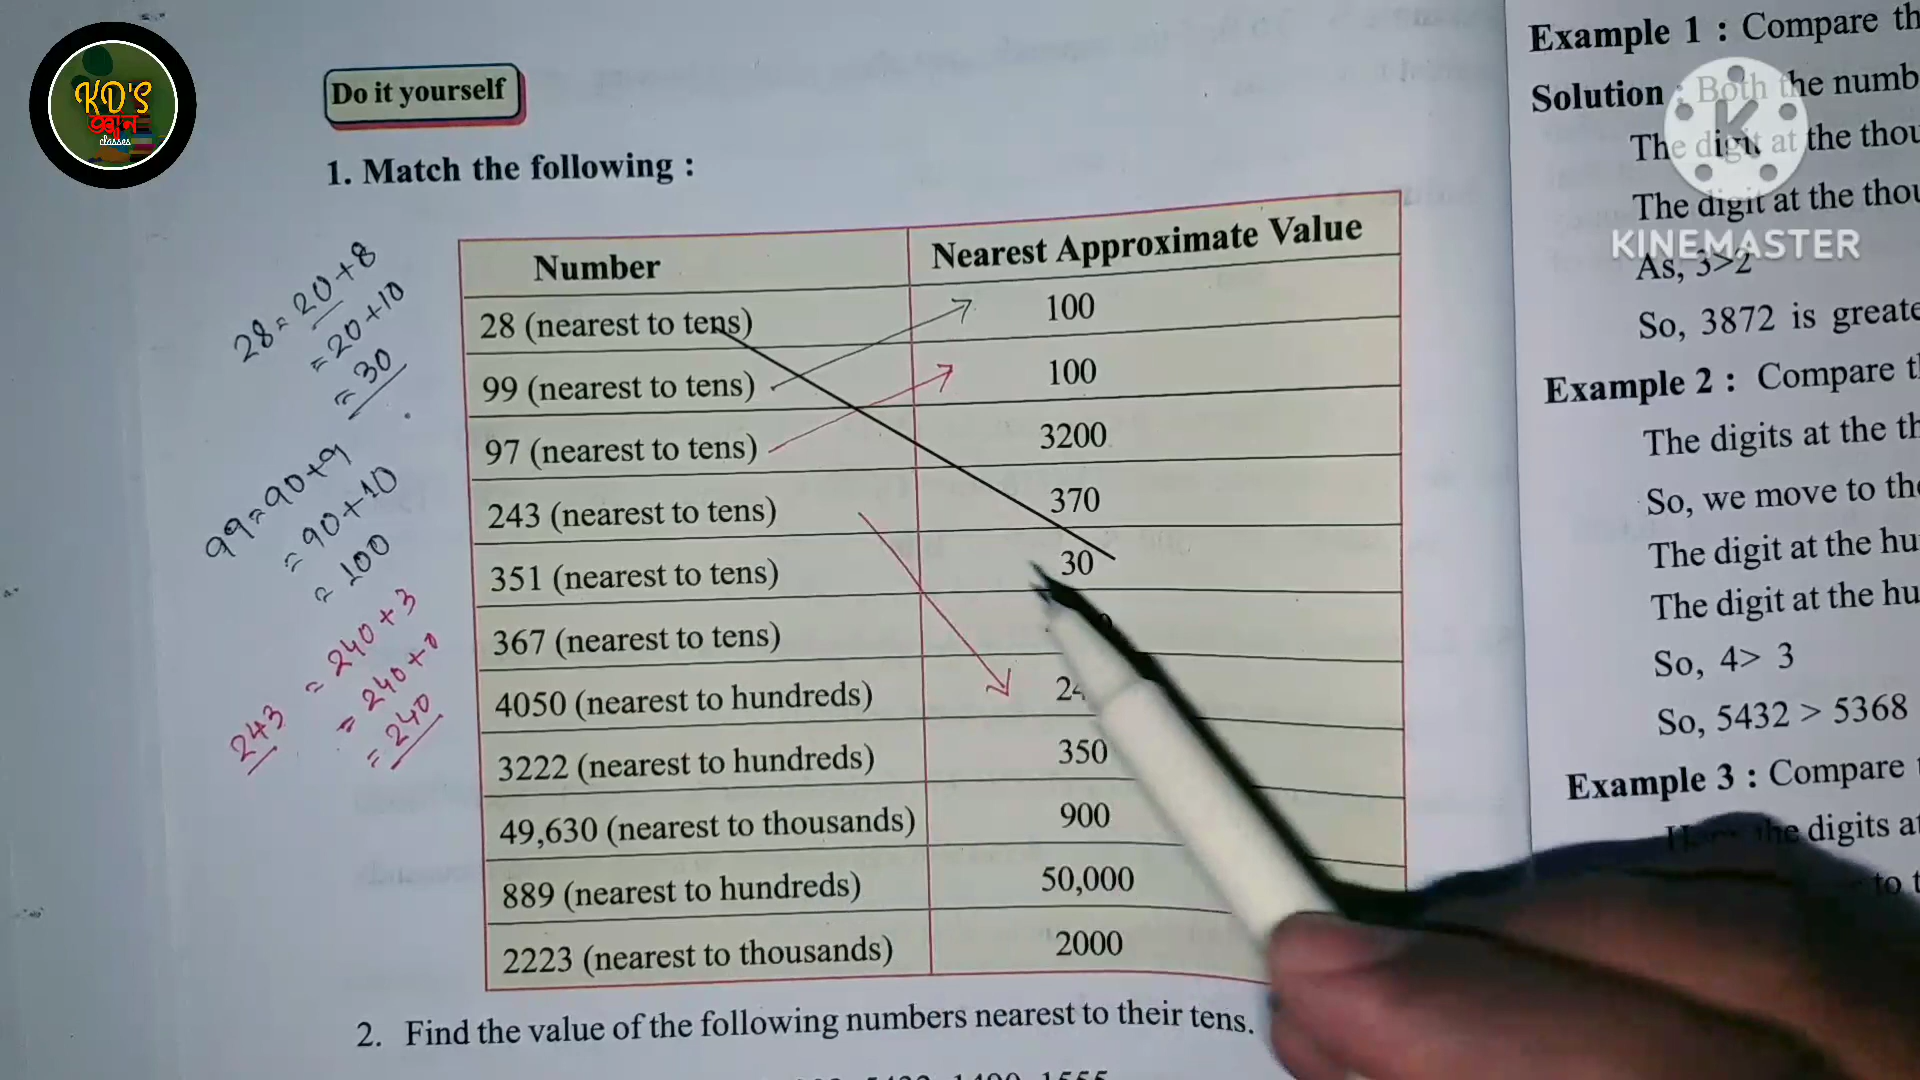 KD'S
জ্ঞান
classes
Do it yourself
1. Match the following :
Number Nearest Approximate Value
28 (nearest to tens) 100
99 (nearest to tens) 100
97 (nearest to tens) 3200
243 (nearest to tens) 370
351 (nearest to tens) 30
367 (nearest to tens)
4050 (nearest to hundreds)
3222 (nearest to hundreds) 350
49,630 (nearest to thousands) 900
889 (nearest to hundreds) 50,000
2223 (nearest to thousands) 2000
2. Find the value of the following numbers nearest to their tens.
28 = 20+8
= 20+10
= 30
99 = 90+9
= 90+10
= 100
243 = 240+3
= 240+0
= 240
Example 1 : Compare th
Solution : Both the numb
The digit at the thou
The digit at the thou
As, 3>2
So, 3872 is greate
Example 2 : Compare t
The digits at the th
So, we move to the
The digit at the hu
The digit at the hu
So, 4> 3
So, 5432 > 5368
Example 3 : Compare
the digits at
to t
K
KINEMASTER